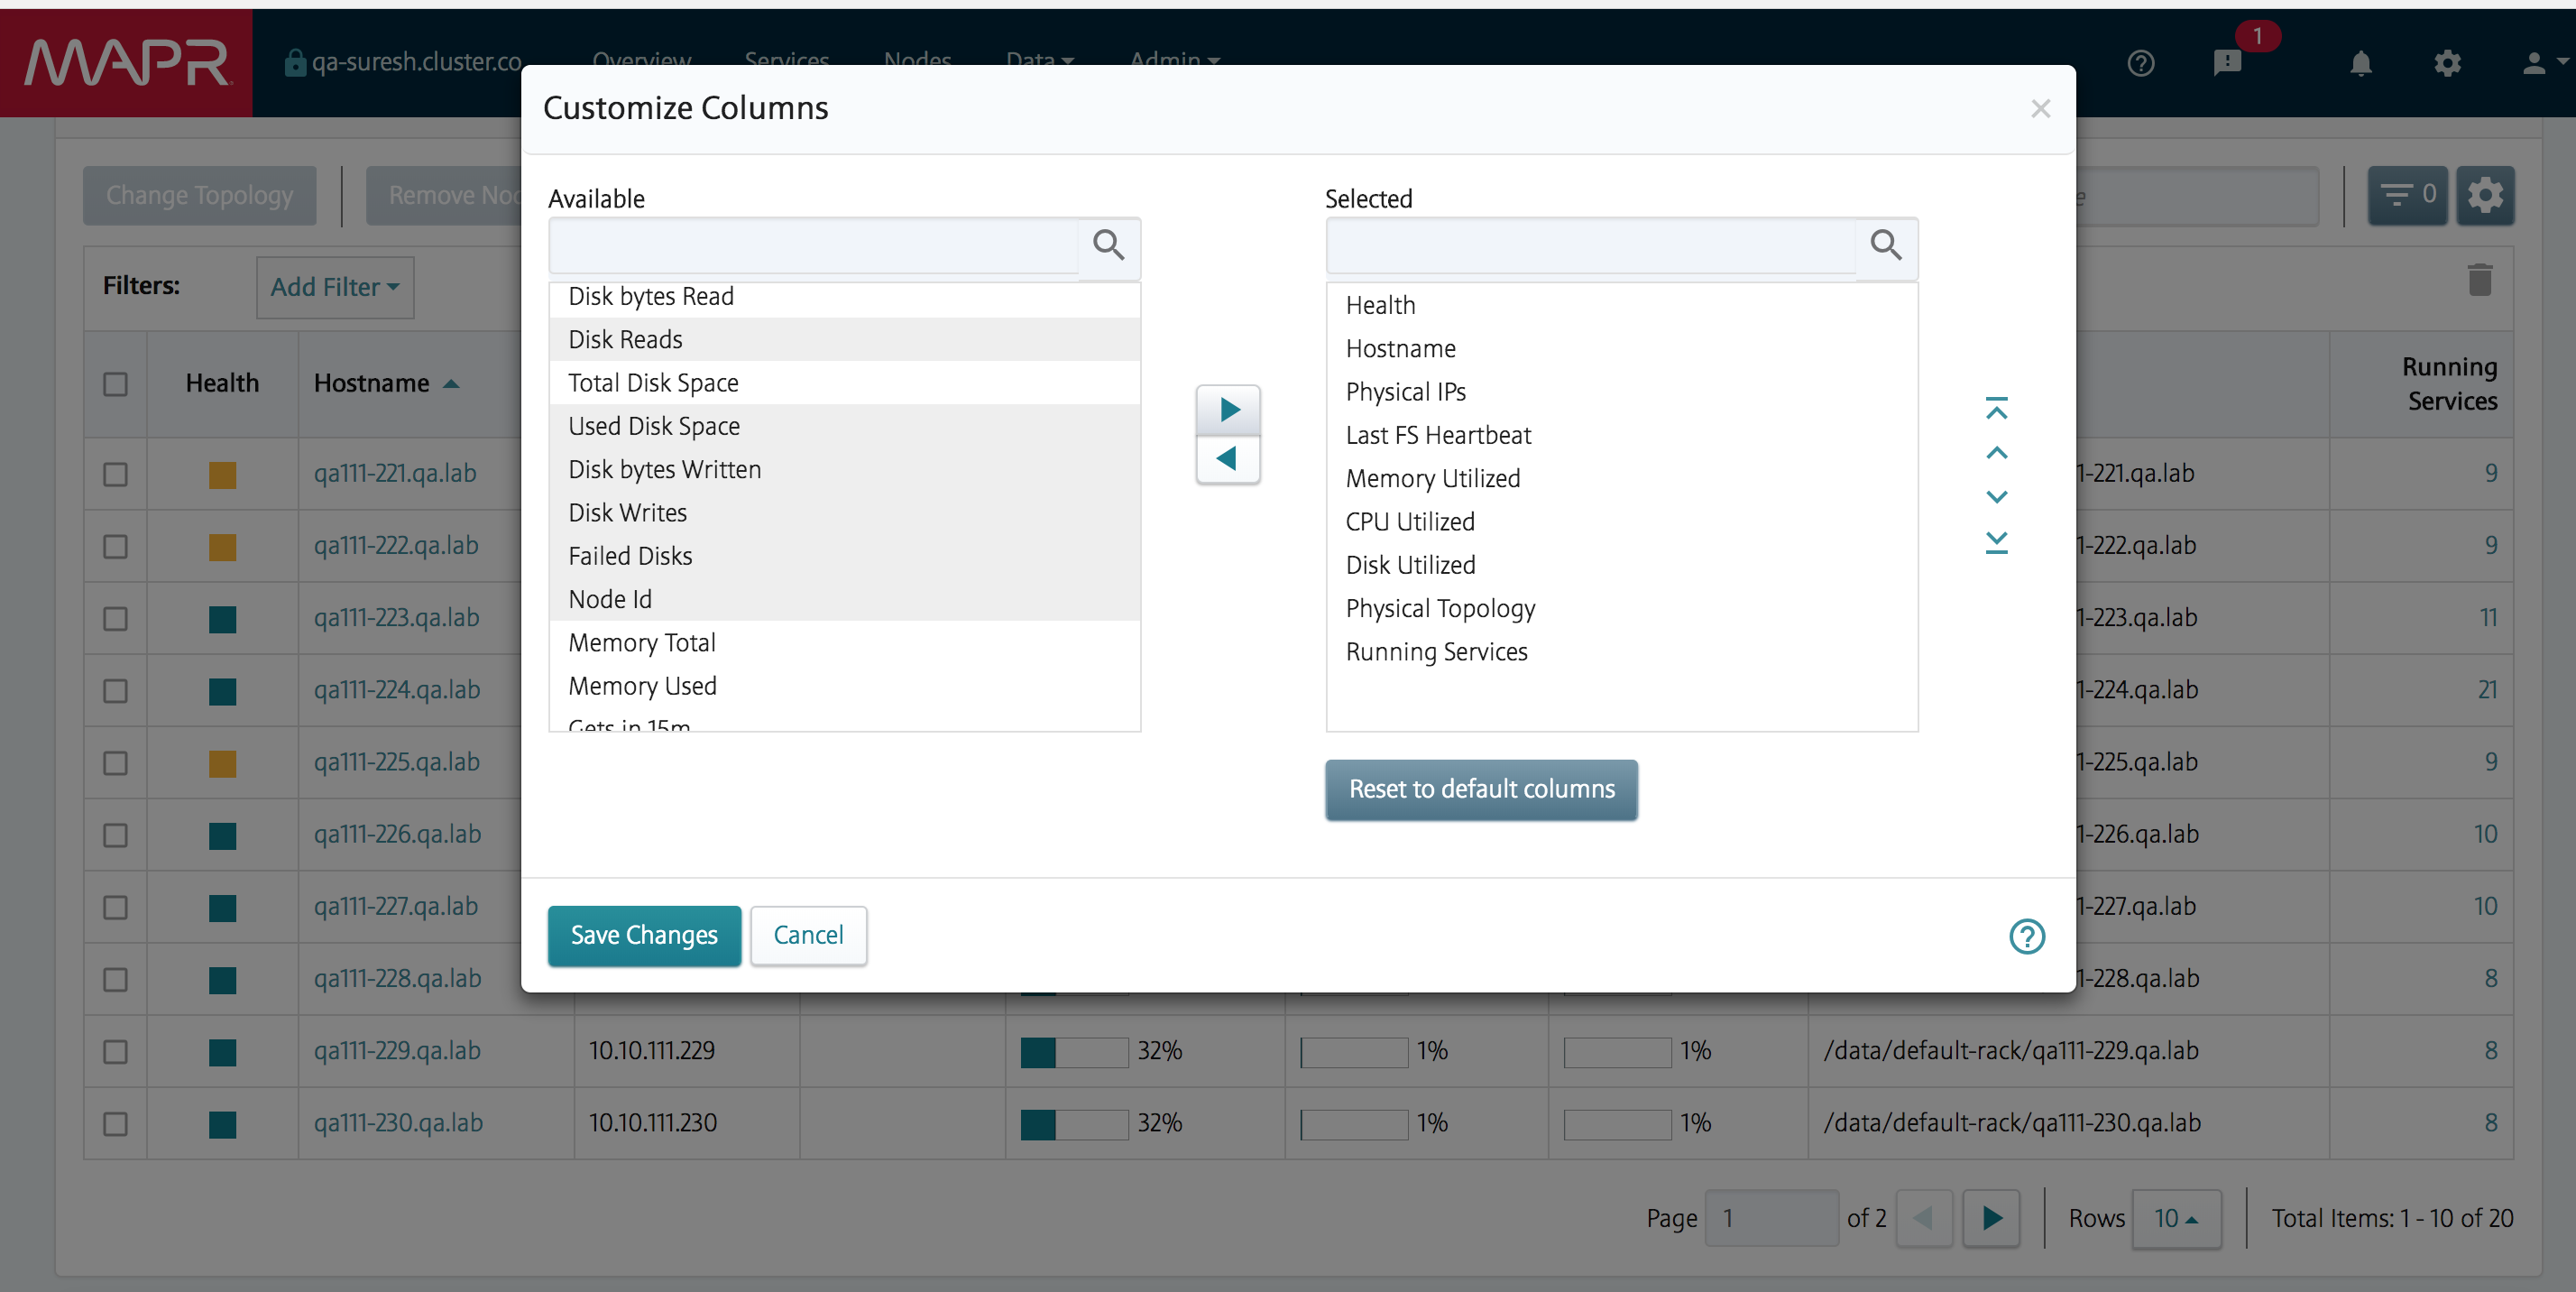 MAPR
qa-suresh.cluster.co
Overview
Services
Nodes
Data
Admin
1
Customize Columns
Change Topology
Remove Nod
e
0
Filters:
Add Filter
Available
Selected
Disk bytes Read
Disk Reads
Total Disk Space
Used Disk Space
Disk bytes Written
Disk Writes
Failed Disks
Node Id
Memory Total
Memory Used
Gets in 15m
Health
Hostname
Physical IPs
Last FS Heartbeat
Memory Utilized
CPU Utilized
Disk Utilized
Physical Topology
Running Services
Reset to default columns
Save Changes
Cancel
Health
Hostname
Running
Services
qa111-221.qa.lab
1-221.qa.lab
9
qa111-222.qa.lab
1-222.qa.lab
9
qa111-223.qa.lab
1-223.qa.lab
11
qa111-224.qa.lab
1-224.qa.lab
21
qa111-225.qa.lab
1-225.qa.lab
9
qa111-226.qa.lab
1-226.qa.lab
10
qa111-227.qa.lab
1-227.qa.lab
10
qa111-228.qa.lab
1-228.qa.lab
8
qa111-229.qa.lab 10.10.111.229 32% 1% 1% /data/default-rack/qa111-229.qa.lab 8
qa111-230.qa.lab 10.10.111.230 32% 1% 1% /data/default-rack/qa111-230.qa.lab 8
Page 1 of 2 Rows 10 Total Items: 1 - 10 of 20